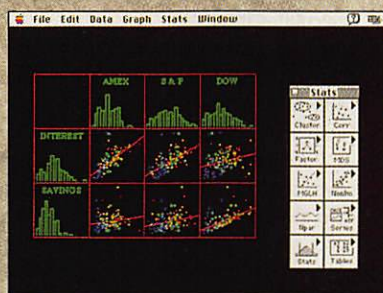 File Edit Data Graph Stats Window
AMEX S & P DOW
INTEREST
SAVINGS
Stats
Cluster Corr
Factor MDS
MGLH NonLin
Npar Series
Stats Tables